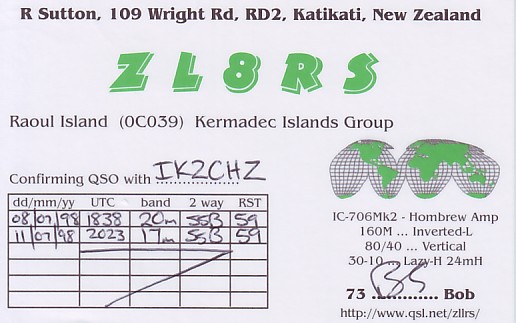 R Sutton, 109 Wright Rd, RD2, Katikati, New Zealand
ZL8RS
Raoul Island (0C039) Kermadec Islands Group
Confirming QSO with IK2CHZ
dd/mm/yy UTC band 2 way RST
08/07/98 1838 20m SSB 59
11/07/98 2023 17m SSB 59
IC-706Mk2 - Hombrew Amp
160M ... Inverted-L
80/40 ... Vertical
30-10 .... Lazy-H 24mH
73 ............ Bob
http://www.qsl.net/zllrs/